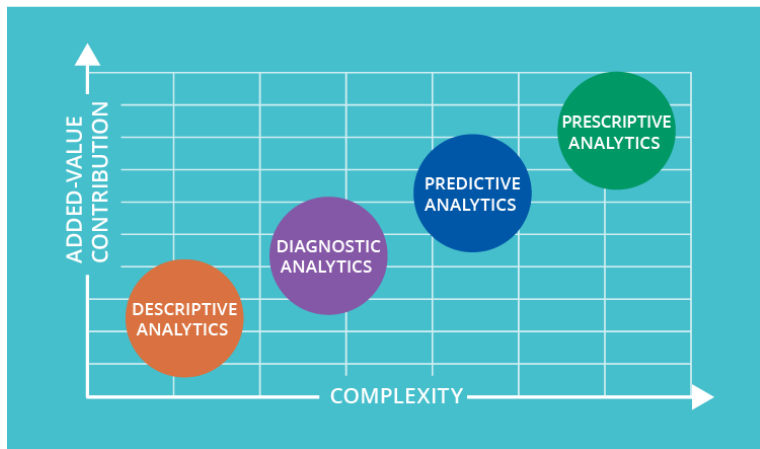 ADDED-VALUE
CONTRIBUTION
PRESCRIPTIVE
ANALYTICS
PREDICTIVE
ANALYTICS
DIAGNOSTIC
ANALYTICS
DESCRIPTIVE
ANALYTICS
COMPLEXITY